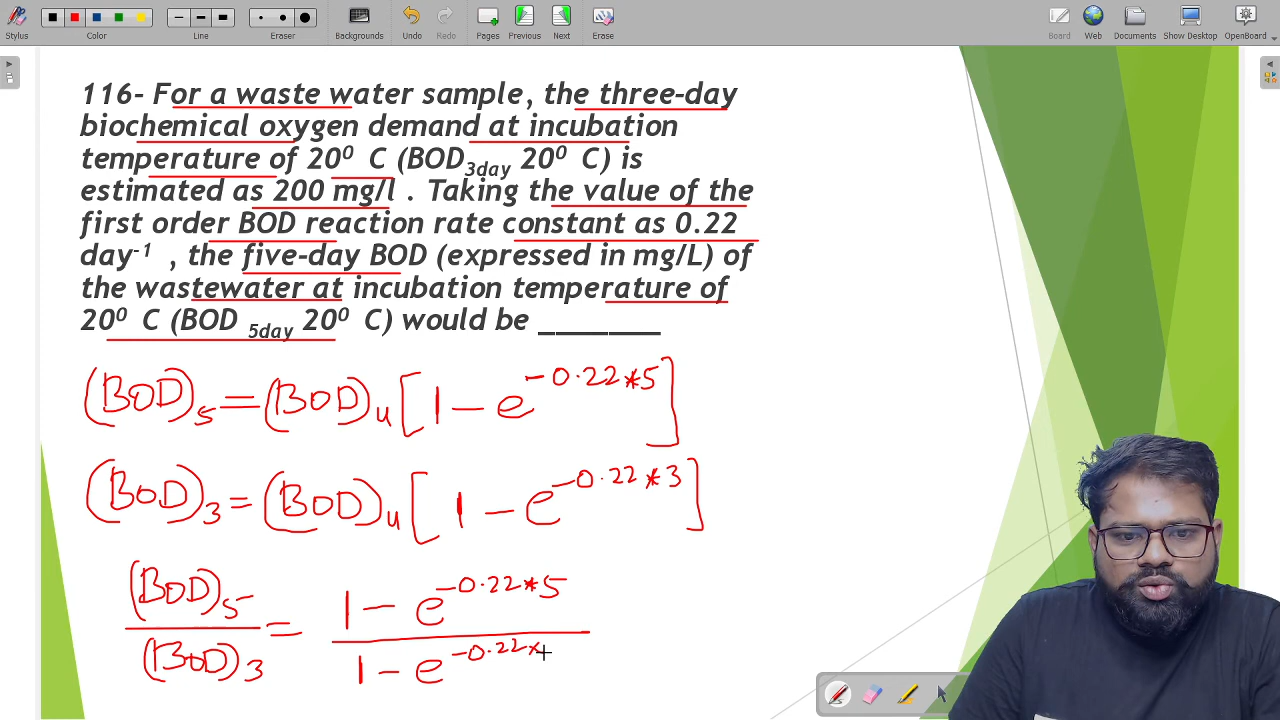 Stylus Color Line Eraser Backgrounds Undo Redo Pages Previous Next Erase Board Web Documents Show Desktop OpenBoard
116- For a waste water sample, the three-day
biochemical oxygen demand at incubation
temperature of 20⁰ C (BOD₃day 20⁰ C) is
estimated as 200 mg/l . Taking the value of the
first order BOD reaction rate constant as 0.22
day⁻¹ , the five-day BOD (expressed in mg/L) of
the wastewater at incubation temperature of
20⁰ C (BOD ₅day 20⁰ C) would be ________
(BOD)₅ = (BOD)u [1 - e^-0.22*5]
(BOD)₃ = (BOD)u [1 - e^-0.22*3]
(BOD)₅ / (BOD)₃ = 1 - e^-0.22*5 / 1 - e^-0.22*